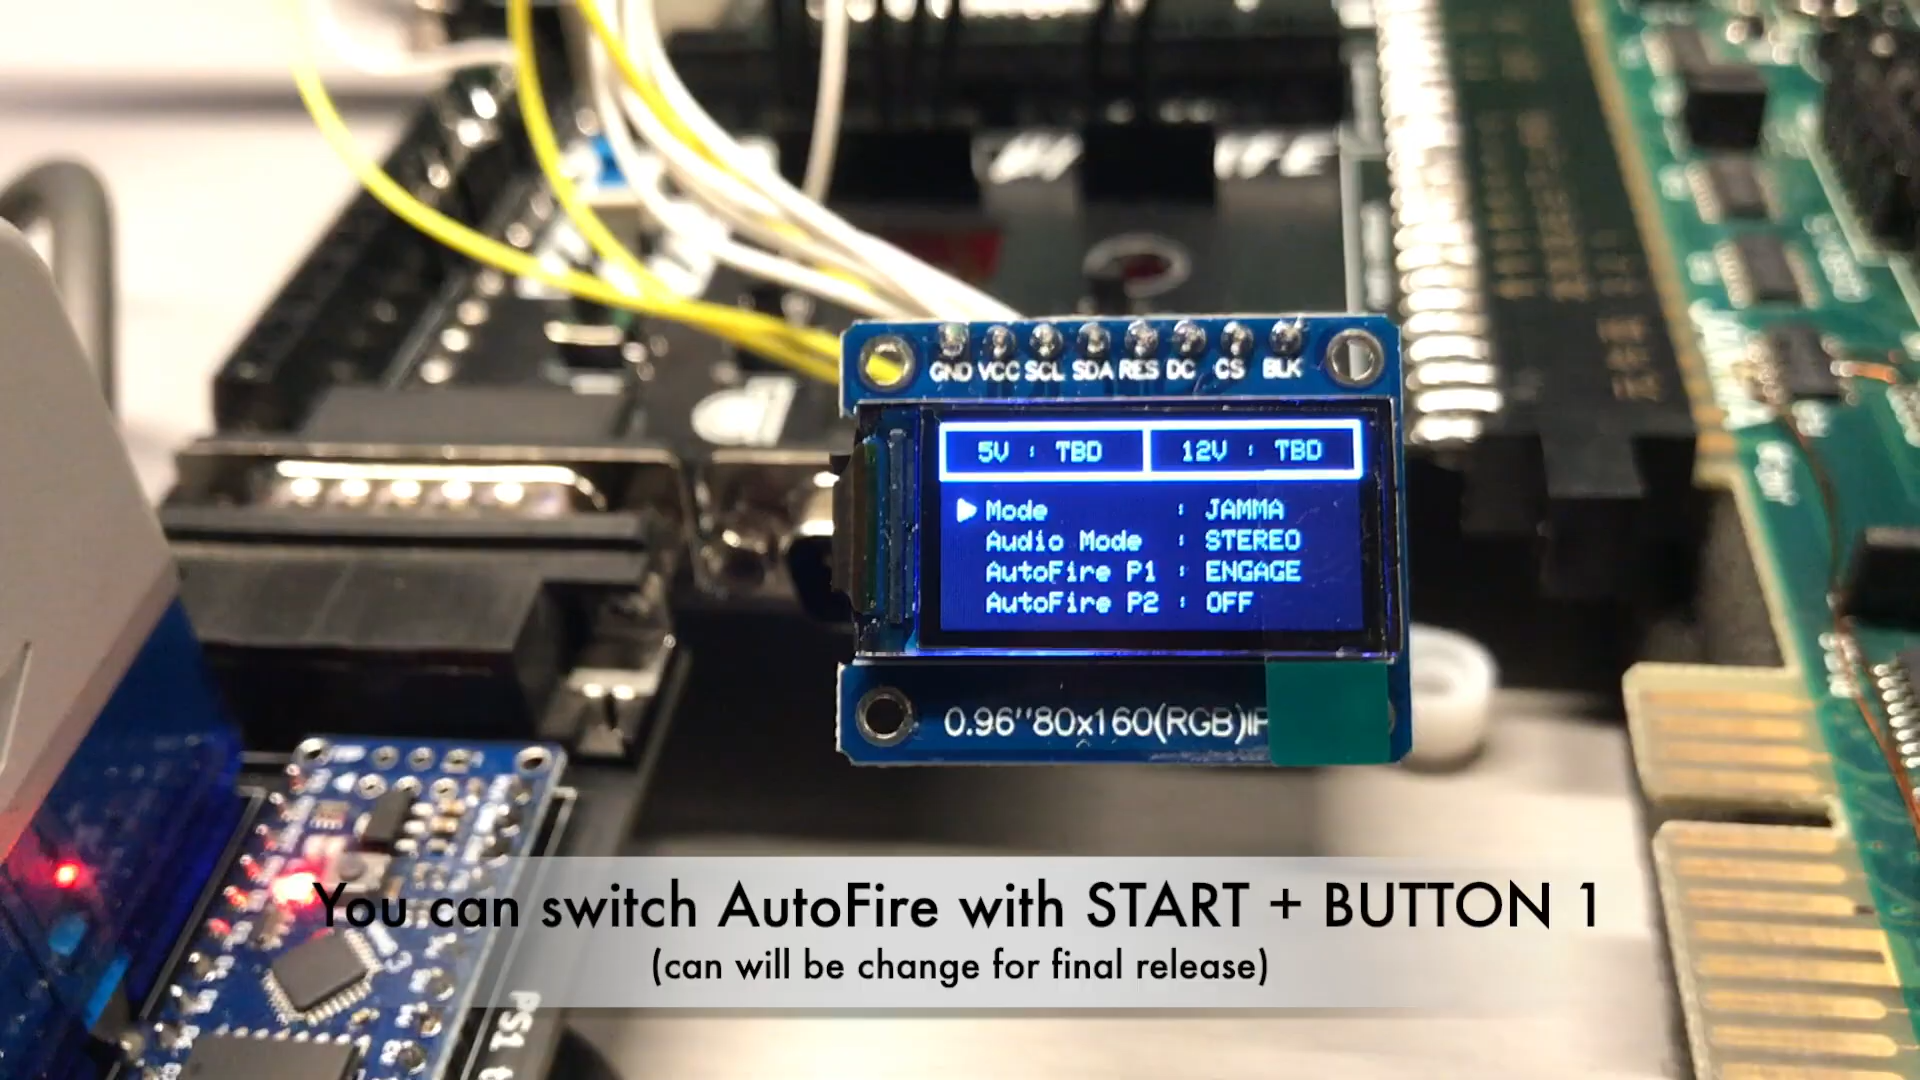 GND VCC SCL SDA RES DC CS BLK
5V : TBD 12V : TBD
Mode : JAMMA
Audio Mode : STEREO
AutoFire P1 : ENGAGE
AutoFire P2 : OFF
0.96''80x160(RGB)
You can switch AutoFire with START + BUTTON 1
(can will be change for final release)
PS1